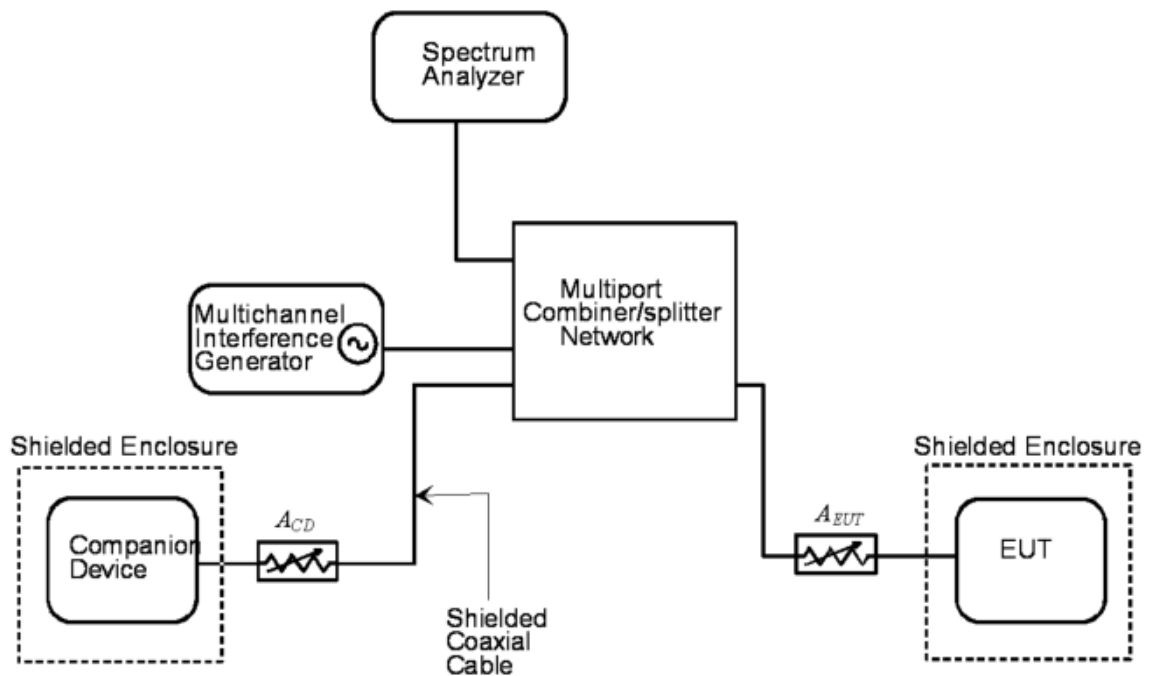 Spectrum
Analyzer
Multichannel
Interference
Generator
Multiport
Combiner/splitter
Network
Shielded Enclosure
Shielded Enclosure
Companion
Device
A_CD
A_EUT
EUT
Shielded
Coaxial
Cable